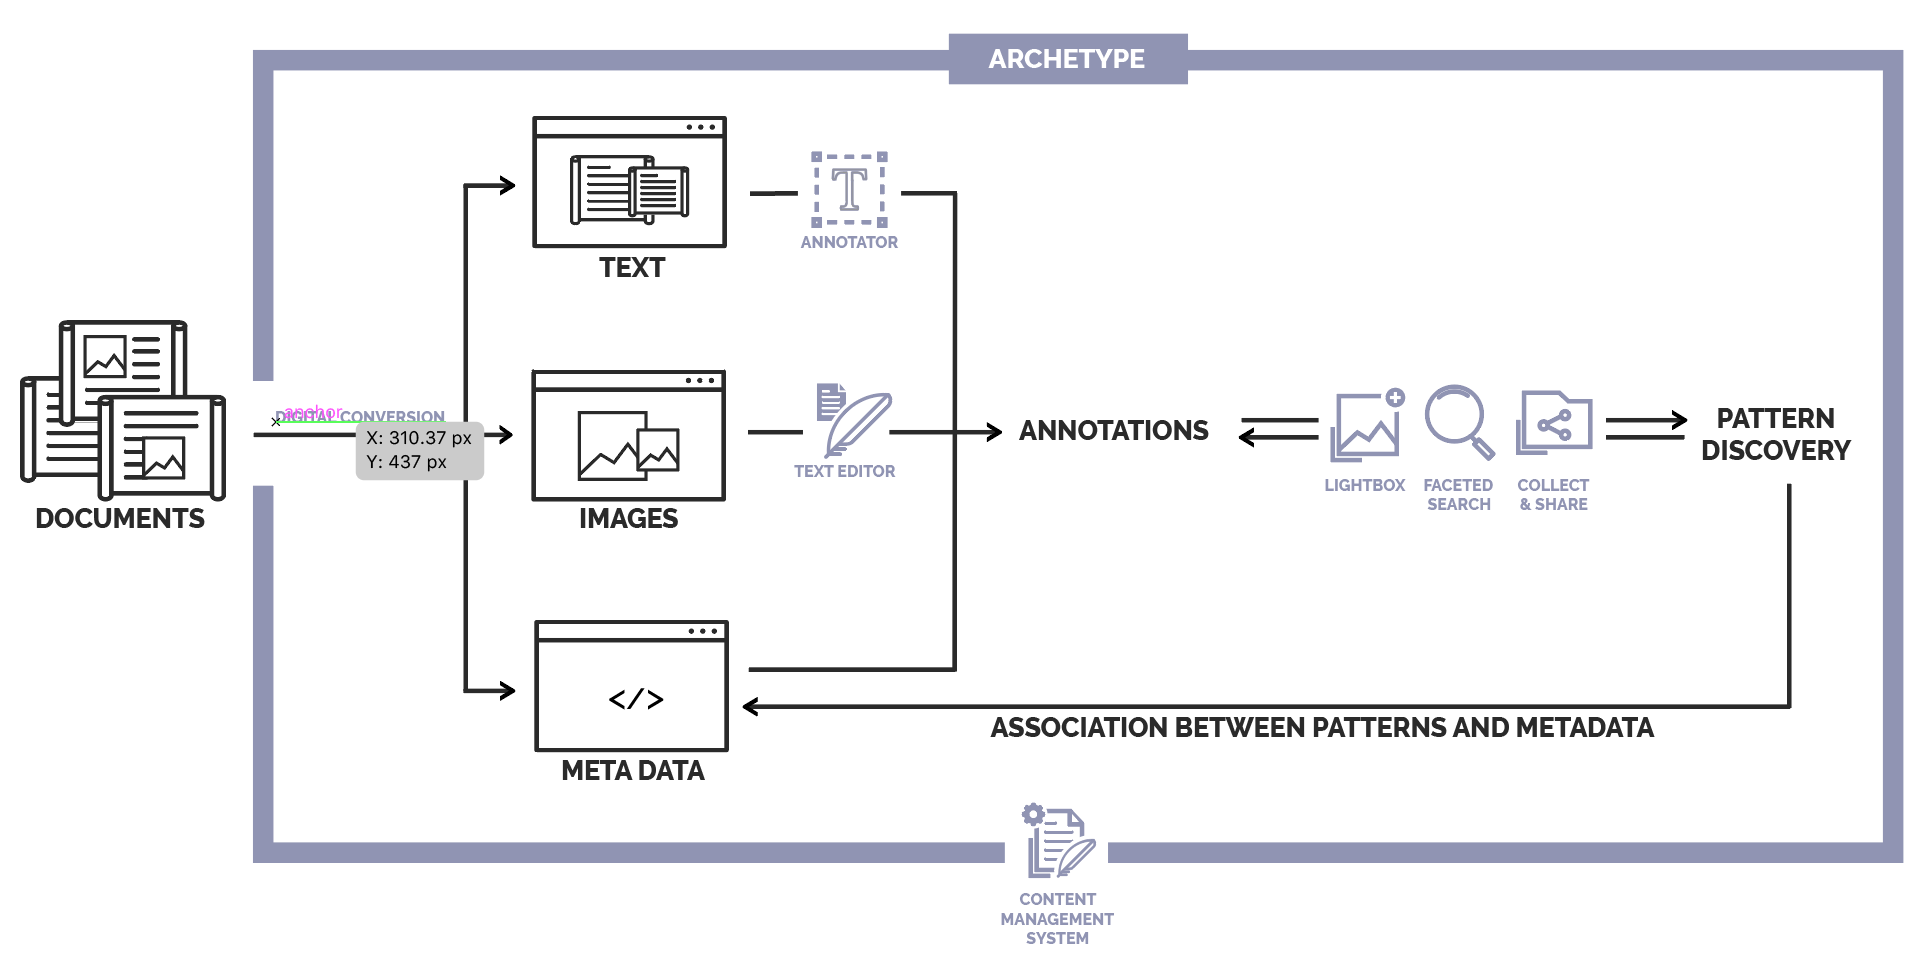 ARCHETYPE
ANNOTATOR
TEXT
DIGITAL CONVERSION
anchor
X: 310.37 px
Y: 437 px
DOCUMENTS
IMAGES
TEXT EDITOR
ANNOTATIONS
LIGHTBOX
FACETED
SEARCH
COLLECT
& SHARE
PATTERN
DISCOVERY
</>
META DATA
ASSOCIATION BETWEEN PATTERNS AND METADATA
CONTENT
MANAGEMENT
SYSTEM